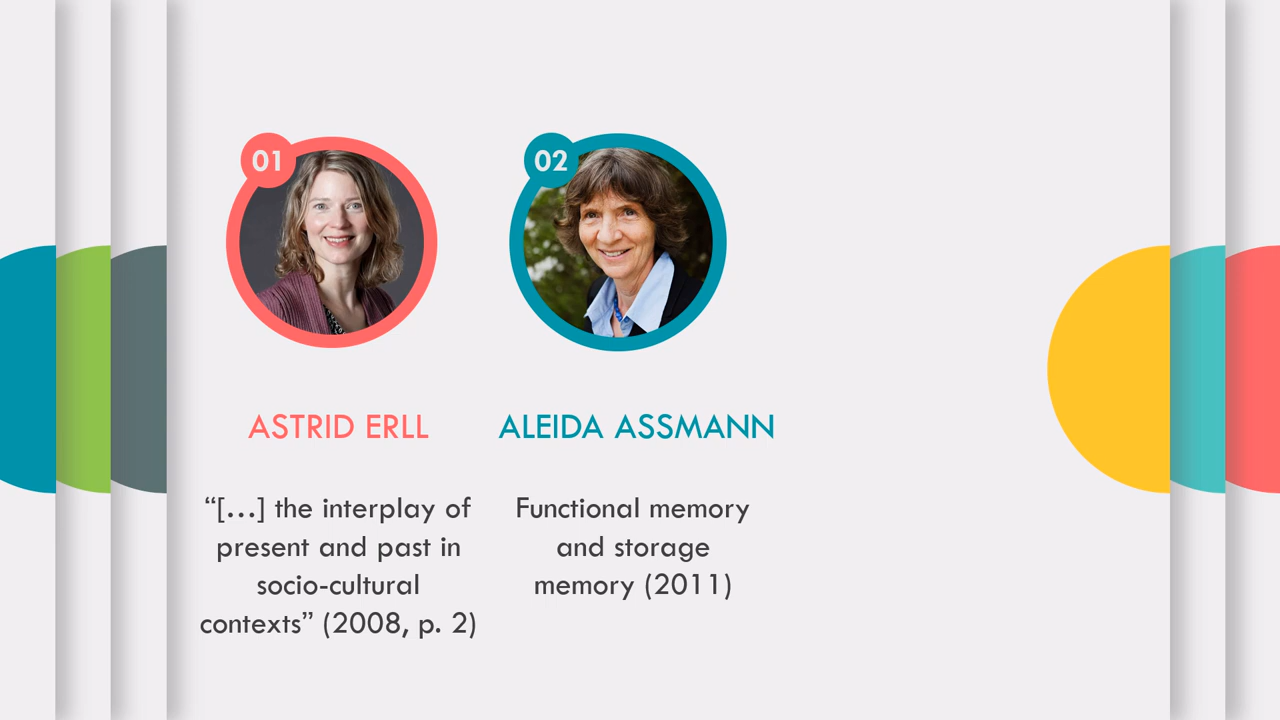 01
ASTRID ERLL
“[…] the interplay of
present and past in
socio-cultural
contexts” (2008, p. 2)
02
ALEIDA ASSMANN
Functional memory
and storage
memory (2011)